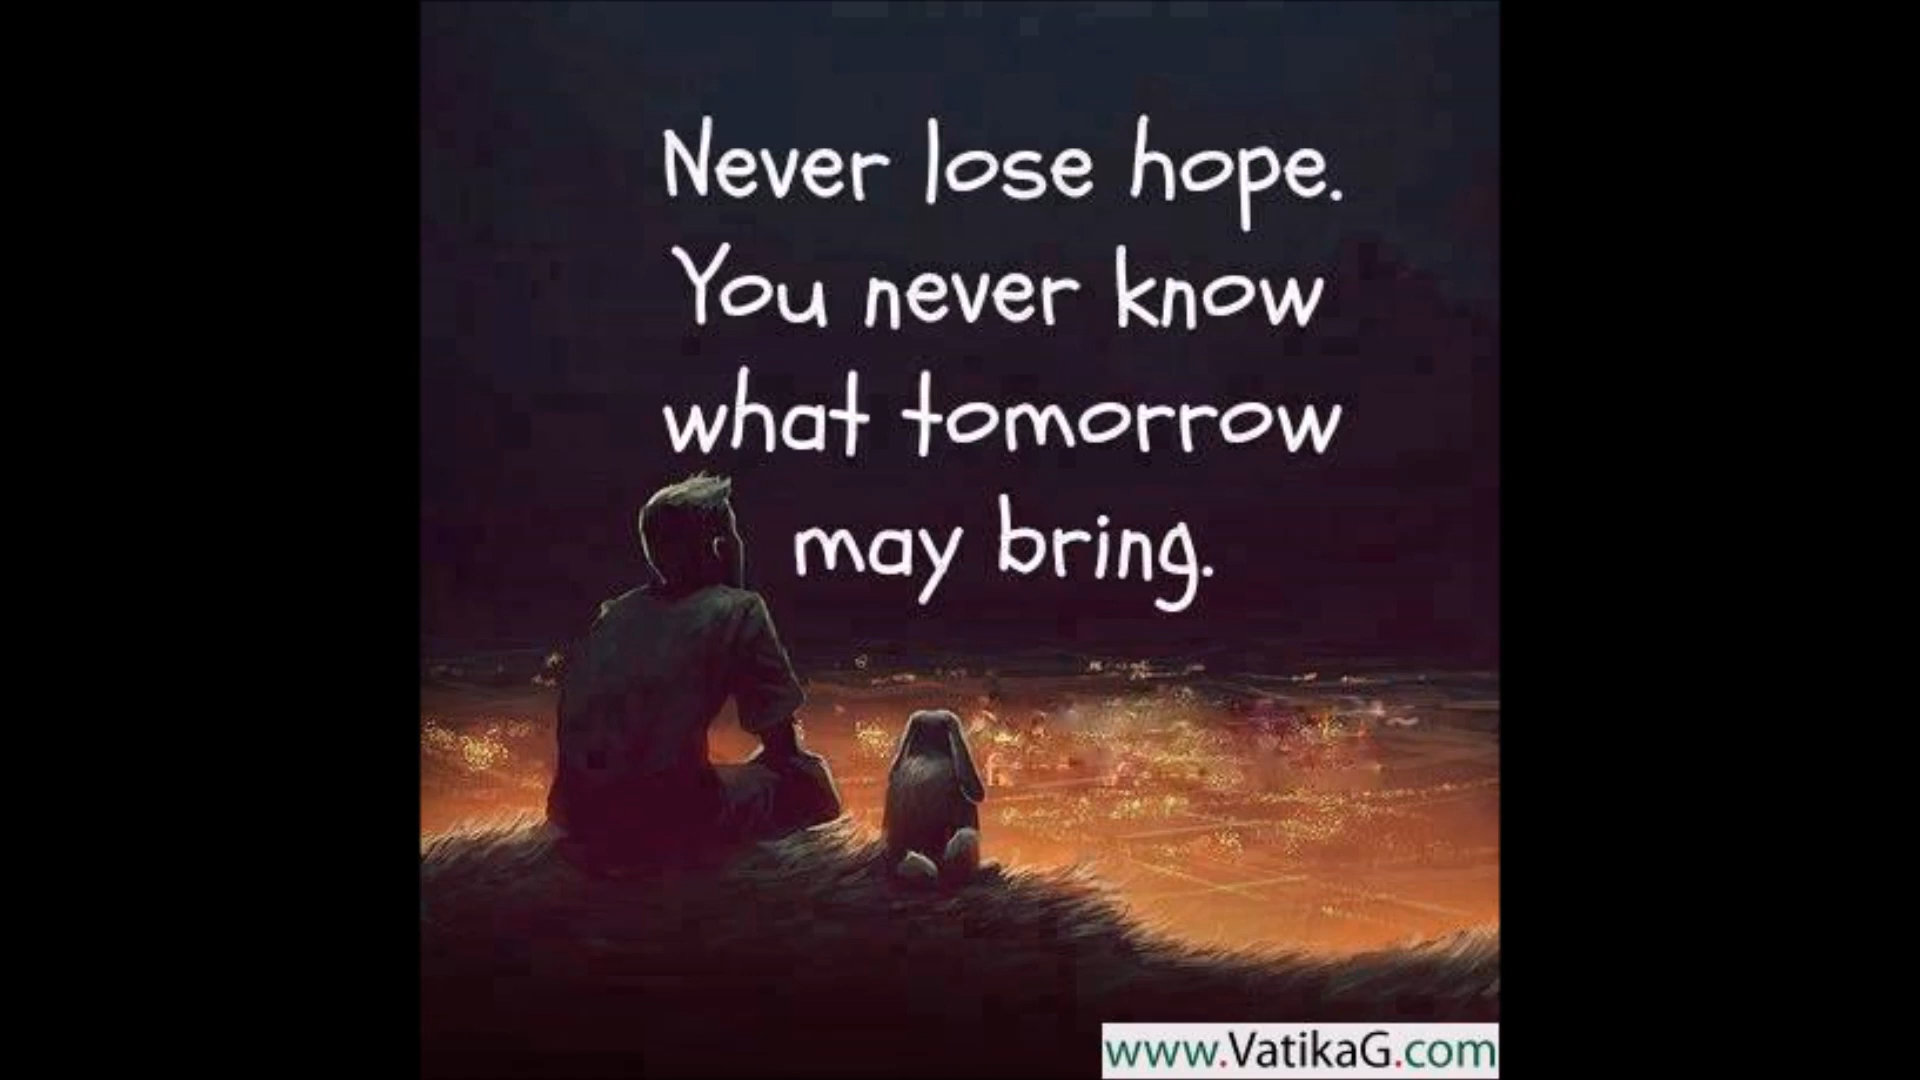 Never lose hope.
You never know
what tomorrow
may bring.
www.VatikaG.com